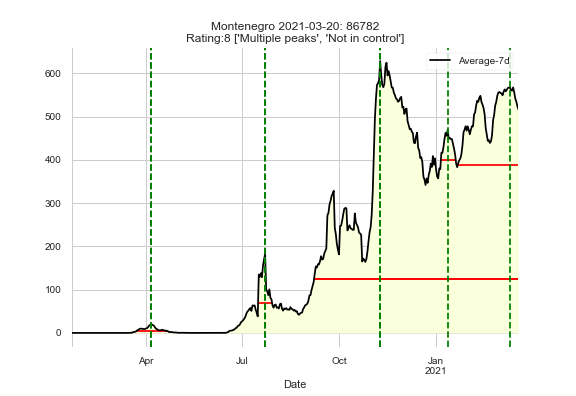 Montenegro 2021-03-20: 86782
Rating:8 ['Multiple peaks', 'Not in control']
Average-7d
600
500
400
300
200
100
0
Apr
Jul
Oct
Jan
2021
Date